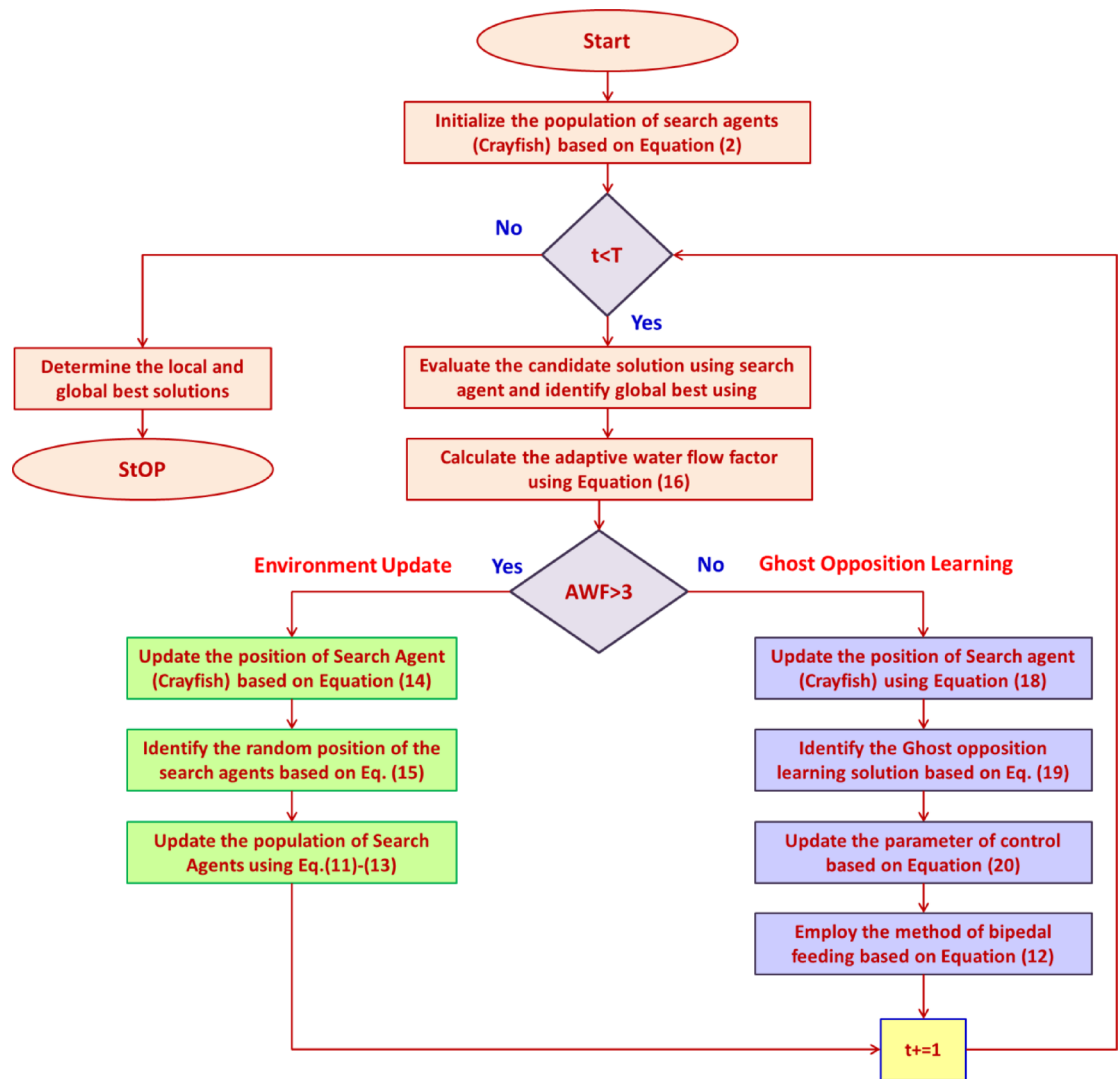 Start
Initialize the population of search agents
(Crayfish) based on Equation (2)
No
t<T
Yes
Determine the local and
global best solutions
Evaluate the candidate solution using search
agent and identify global best using
StOP
Calculate the adaptive water flow factor
using Equation (16)
Environment Update
Yes
AWF>3
No
Ghost Opposition Learning
Update the position of Search Agent
(Crayfish) based on Equation (14)
Identify the random position of the
search agents based on Eq. (15)
Update the population of Search
Agents using Eq.(11)-(13)
Update the position of Search agent
(Crayfish) using Equation (18)
Identify the Ghost opposition
learning solution based on Eq. (19)
Update the parameter of control
based on Equation (20)
Employ the method of bipedal
feeding based on Equation (12)
t+=1